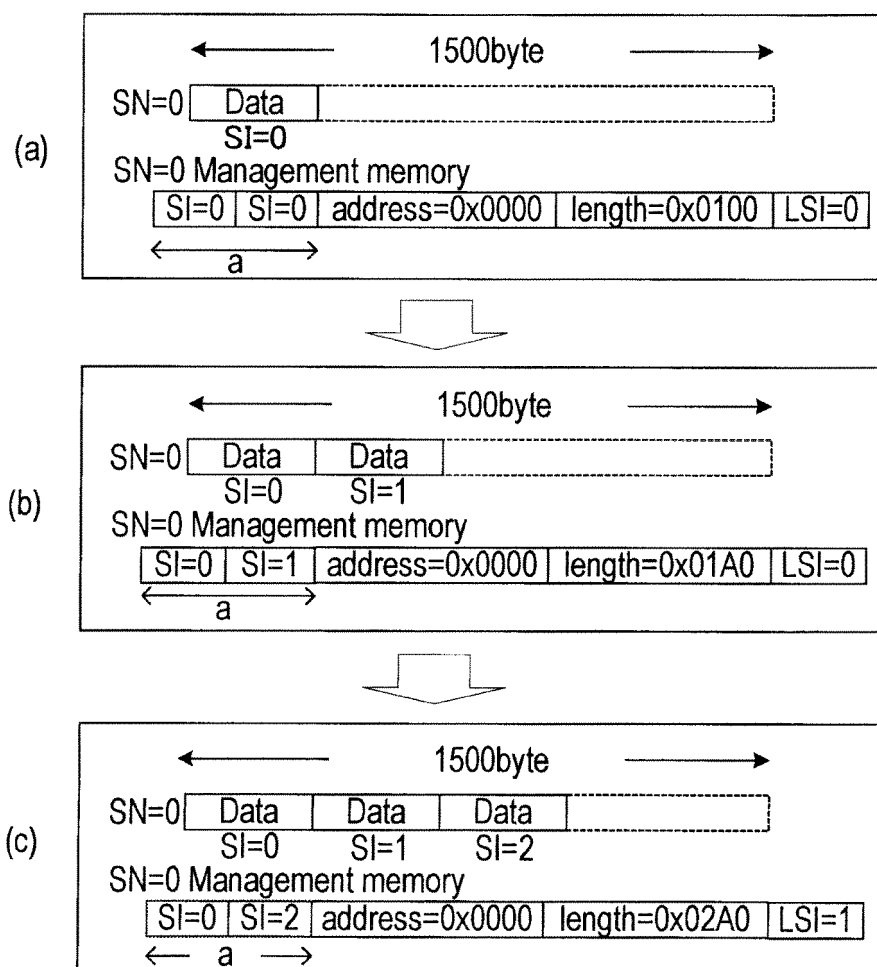 (a)
1500byte
SN=0 Data
SI=0
SN=0 Management memory
SI=0 SI=0 address=0x0000 length=0x0100 LSI=0
a
(b)
1500byte
SN=0 Data Data
SI=0 SI=1
SN=0 Management memory
SI=0 SI=1 address=0x0000 length=0x01A0 LSI=0
a
(c)
1500byte
SN=0 Data Data Data
SI=0 SI=1 SI=2
SN=0 Management memory
SI=0 SI=2 address=0x0000 length=0x02A0 LSI=1
a